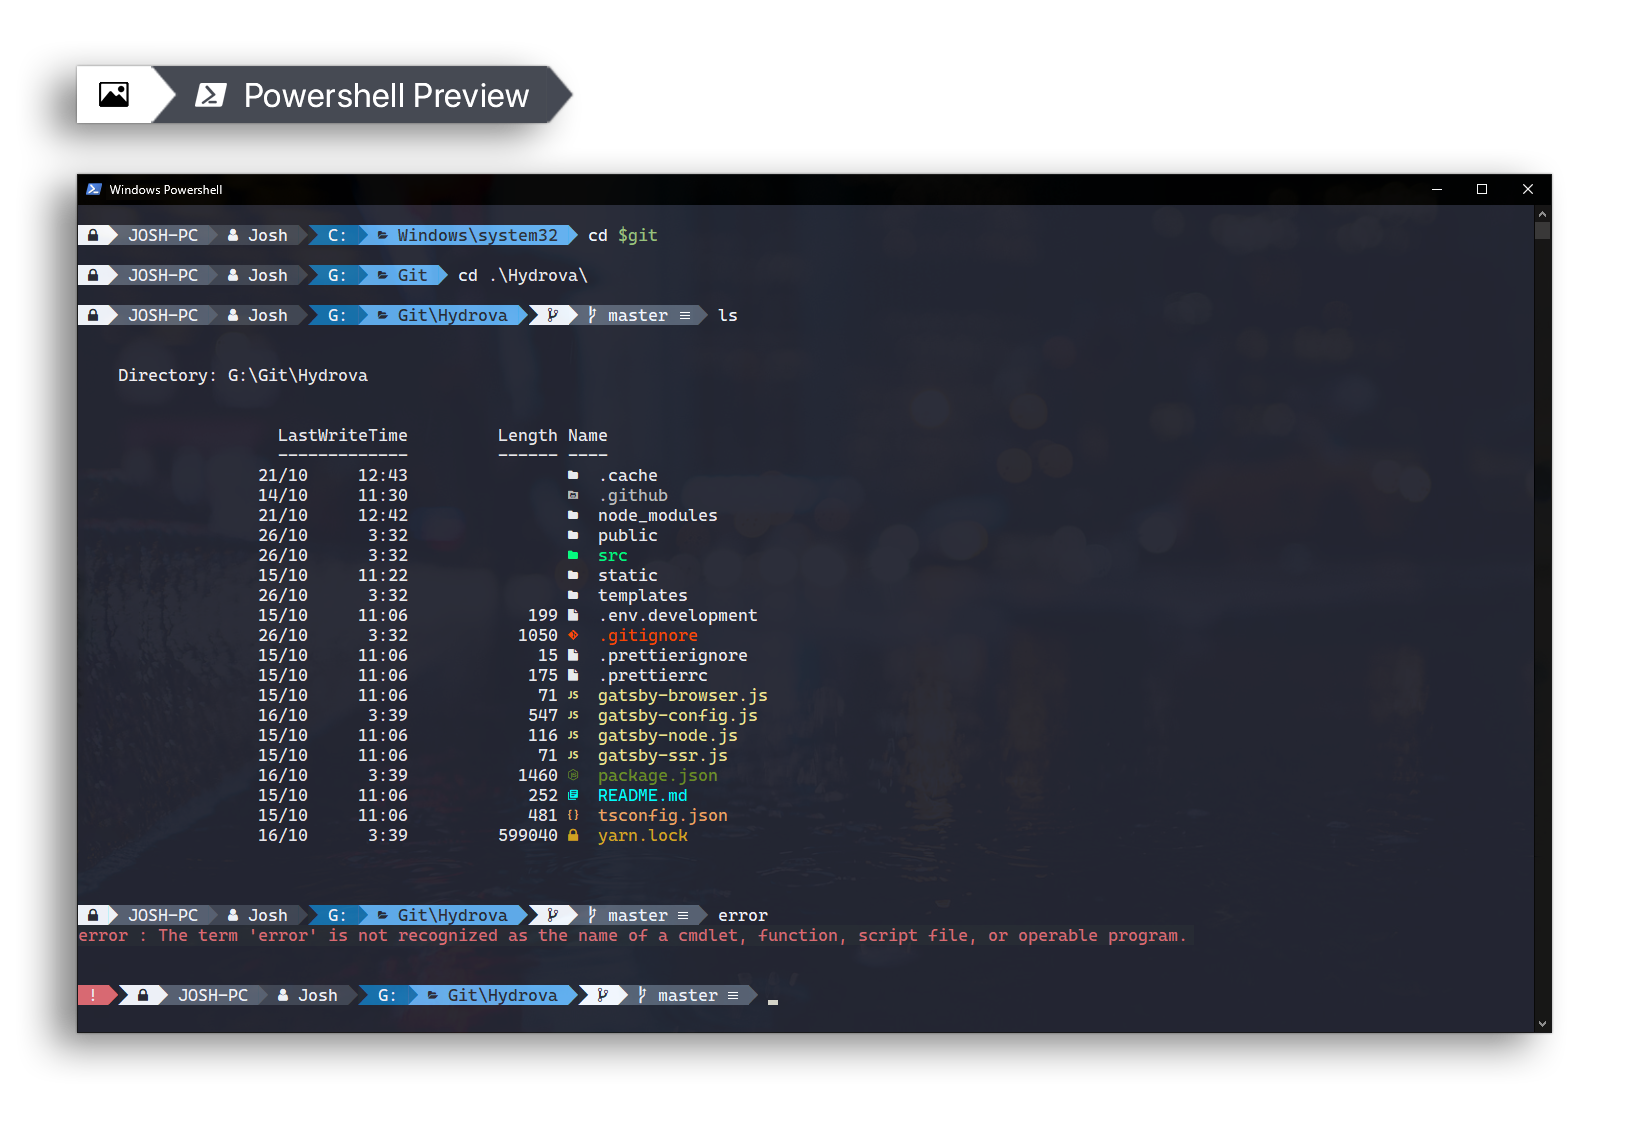 Powershell Preview
Windows Powershell
JOSH-PC Josh C: Windows\system32 cd $git
JOSH-PC Josh G: Git cd .\Hydrova\
JOSH-PC Josh G: Git\Hydrova master ≡ ls
Directory: G:\Git\Hydrova
LastWriteTime Length Name
------------- ------ ----
21/10 12:43 .cache
14/10 11:30 .github
21/10 12:42 node_modules
26/10 3:32 public
26/10 3:32 src
15/10 11:22 static
26/10 3:32 templates
15/10 11:06 199 .env.development
26/10 3:32 1050 .gitignore
15/10 11:06 15 .prettierignore
15/10 11:06 175 .prettierrc
15/10 11:06 71 JS gatsby-browser.js
16/10 3:39 547 JS gatsby-config.js
15/10 11:06 116 JS gatsby-node.js
15/10 11:06 71 JS gatsby-ssr.js
16/10 3:39 1460 package.json
15/10 11:06 252 README.md
15/10 11:06 481 {} tsconfig.json
16/10 3:39 599040 yarn.lock
JOSH-PC Josh G: Git\Hydrova master ≡ error
error : The term 'error' is not recognized as the name of a cmdlet, function, script file, or operable program.
! JOSH-PC Josh G: Git\Hydrova master ≡ _